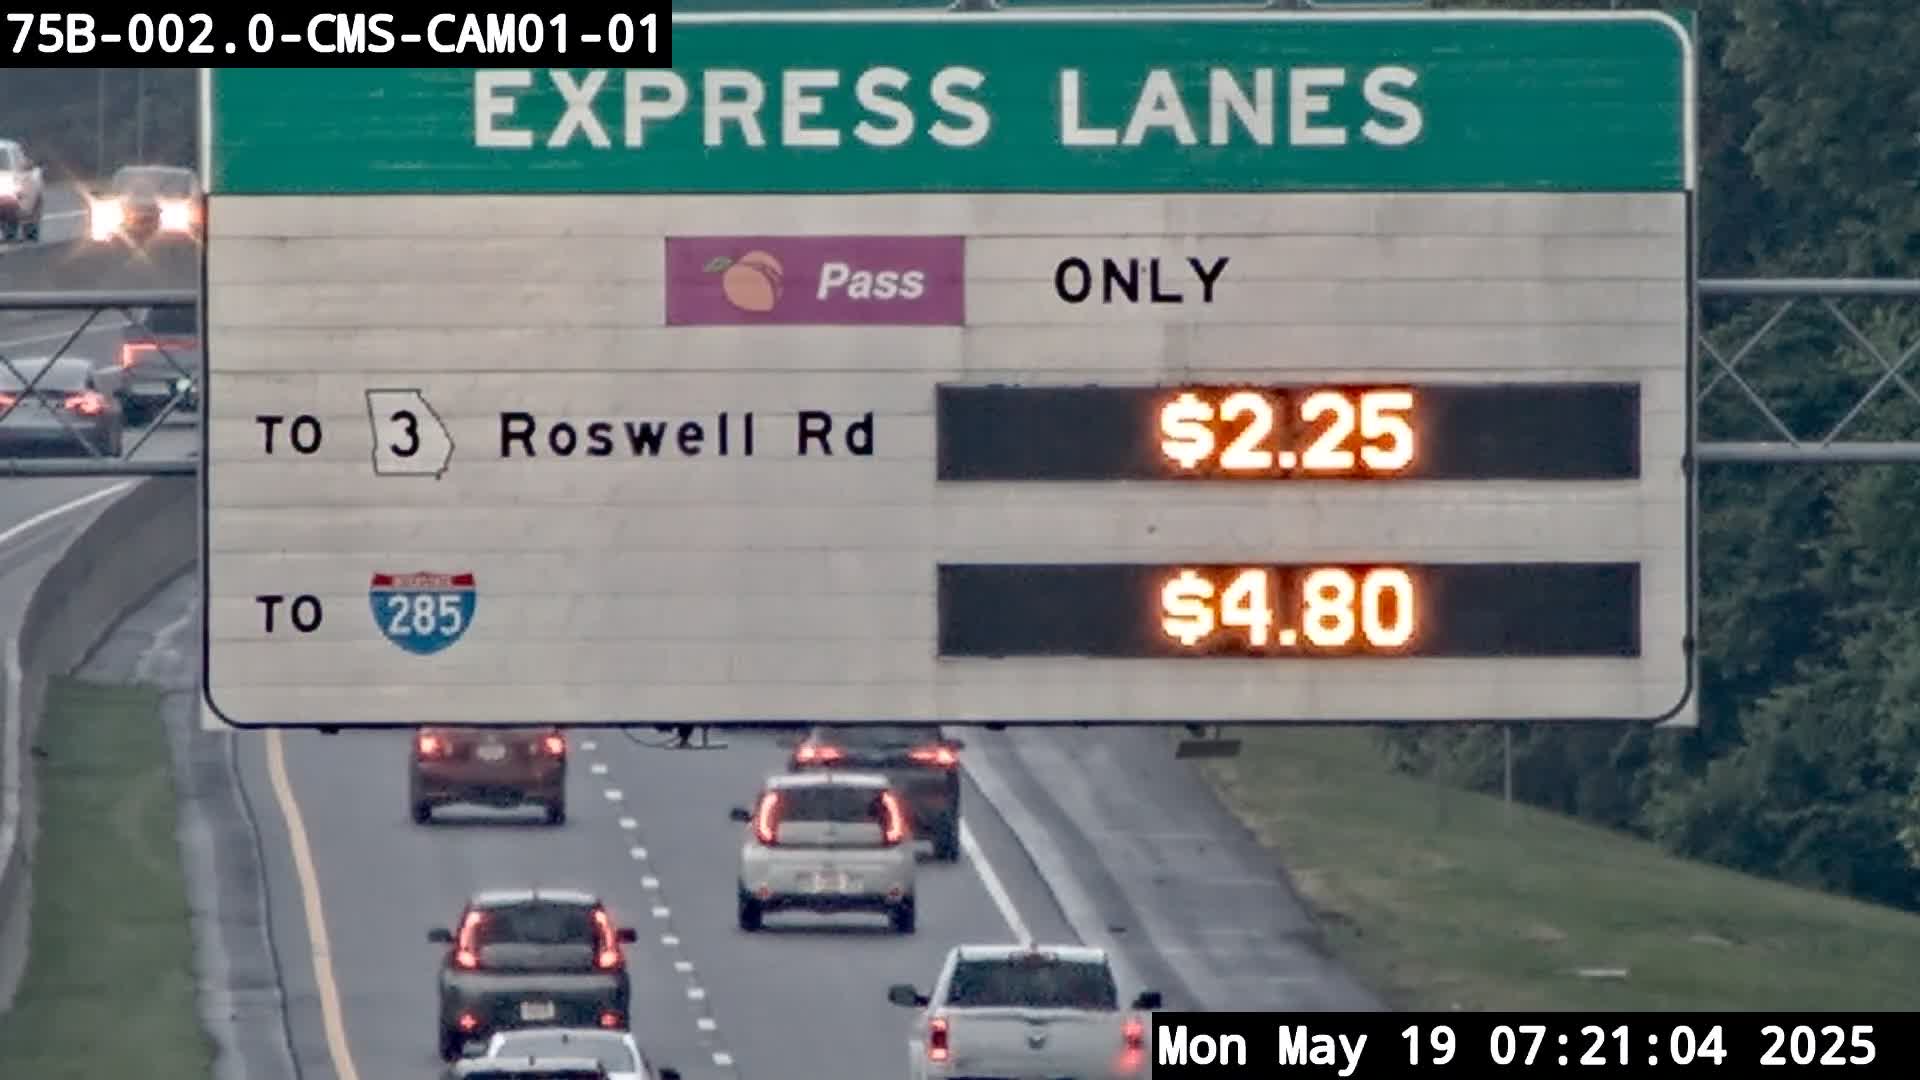 75B-002.0-CMS-CAM01-01
EXPRESS LANES
Pass ONLY
TO 3 Roswell Rd $2.25
TO INTERSTATE 285 $4.80
Mon May 19 07:21:04 2025